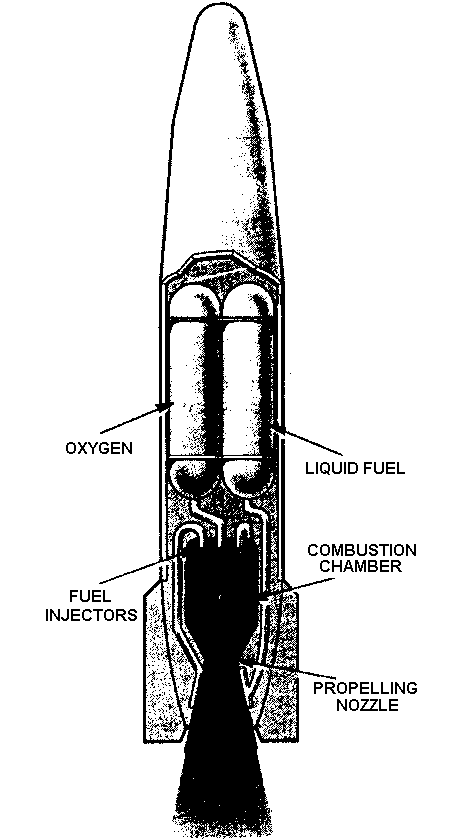 OXYGEN
LIQUID FUEL
COMBUSTION
CHAMBER
FUEL
INJECTORS
PROPELLING
NOZZLE